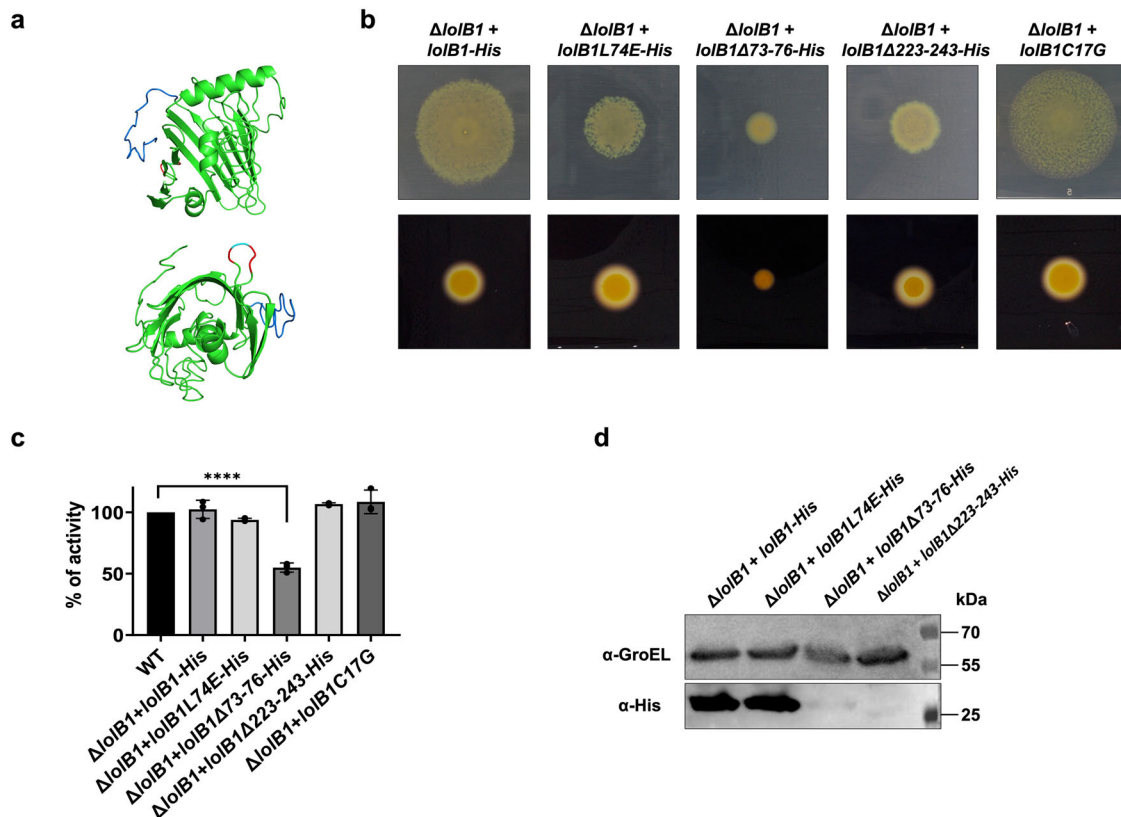 a
b
ΔlolB1 +
lolB1-His
ΔlolB1 +
lolB1L74E-His
ΔlolB1 +
lolB1Δ73-76-His
ΔlolB1 +
lolB1Δ223-243-His
ΔlolB1 +
lolB1C17G
c
****
% of activity
100
50
0
WT
ΔlolB1+lolB1-His
ΔlolB1+lolB1L74E-His
ΔlolB1+lolB1Δ73-76-His
ΔlolB1+lolB1Δ223-243-His
ΔlolB1+lolB1C17G
d
ΔlolB1 + lolB1-His
ΔlolB1 + lolB1L74E-His
ΔlolB1 + lolB1Δ73-76-His
ΔlolB1 + lolB1Δ223-243-His
kDa
α-GroEL
70
55
α-His
25